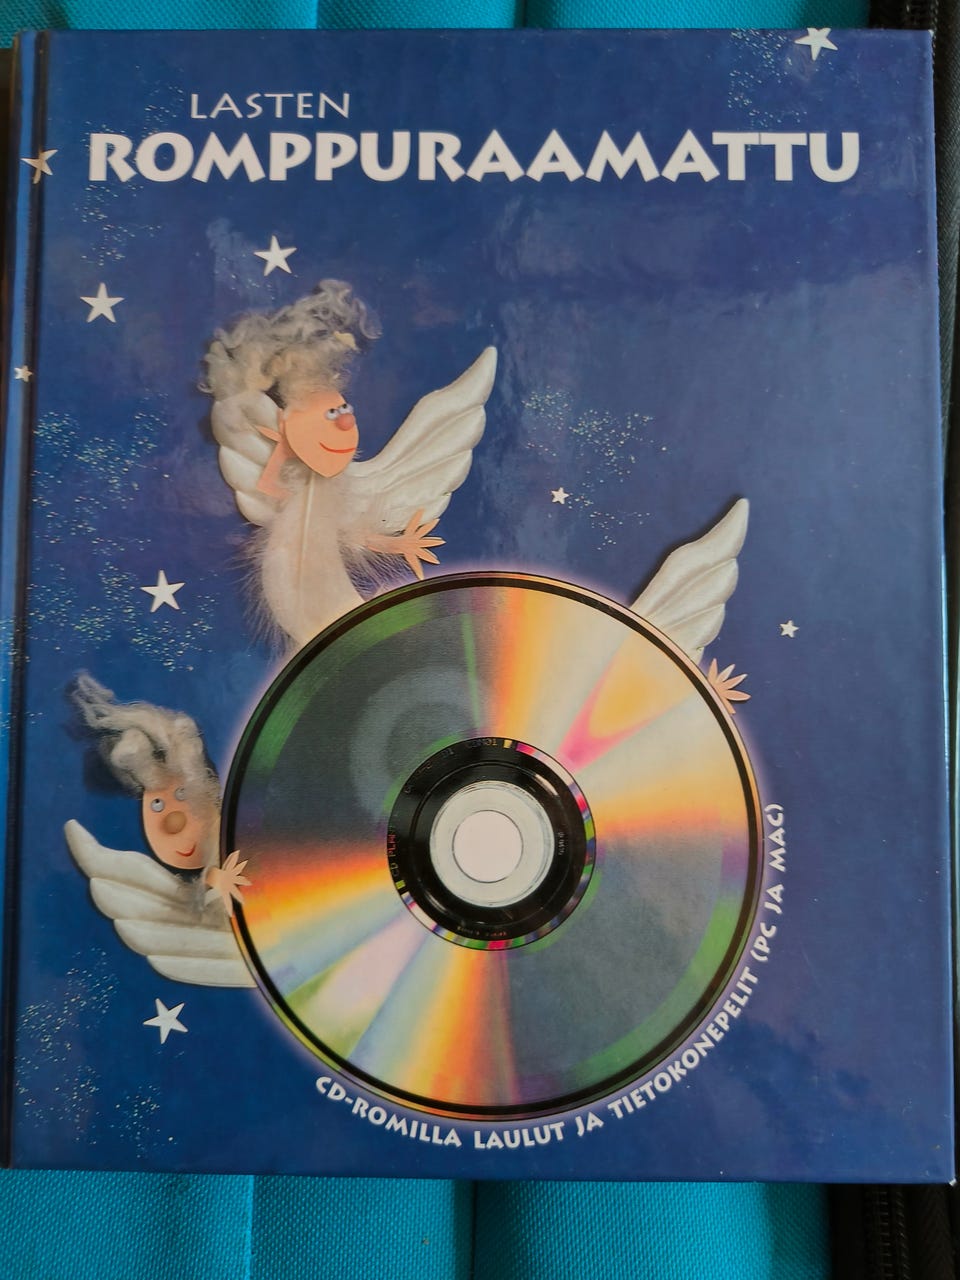 LASTEN
ROMPPURAAMATTU
CD-ROMILLA LAULUT JA TIETOKONEPELIT (PC JA MAC)